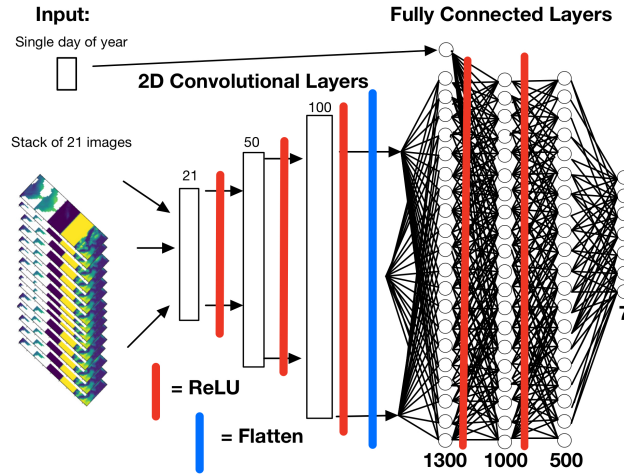 Input:
Fully Connected Layers
Single day of year
2D Convolutional Layers
100
50
Stack of 21 images
21
= ReLU
= Flatten
1300
1000
500